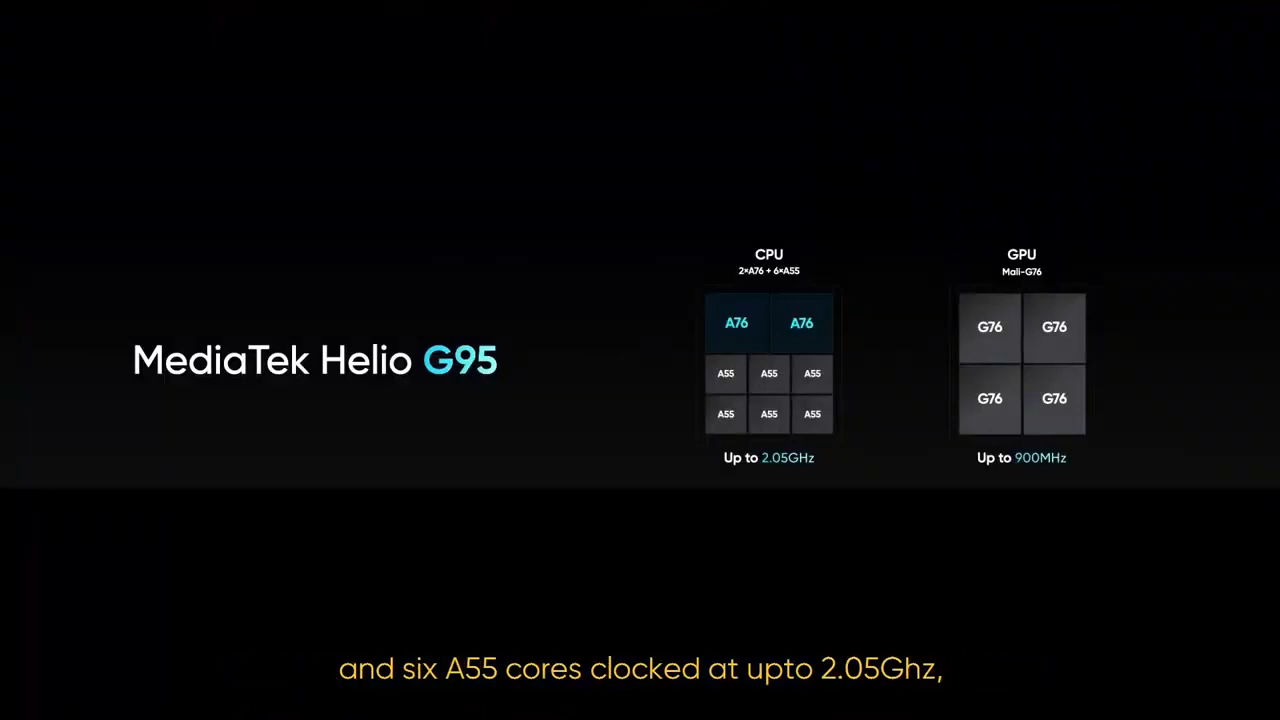 MediaTek Helio G95
CPU
2×A76 + 6×A55
A76 A76
A55 A55 A55
A55 A55 A55
Up to 2.05GHz
GPU
Mali-G76
G76 G76
G76 G76
Up to 900MHz
and six A55 cores clocked at upto 2.05Ghz,